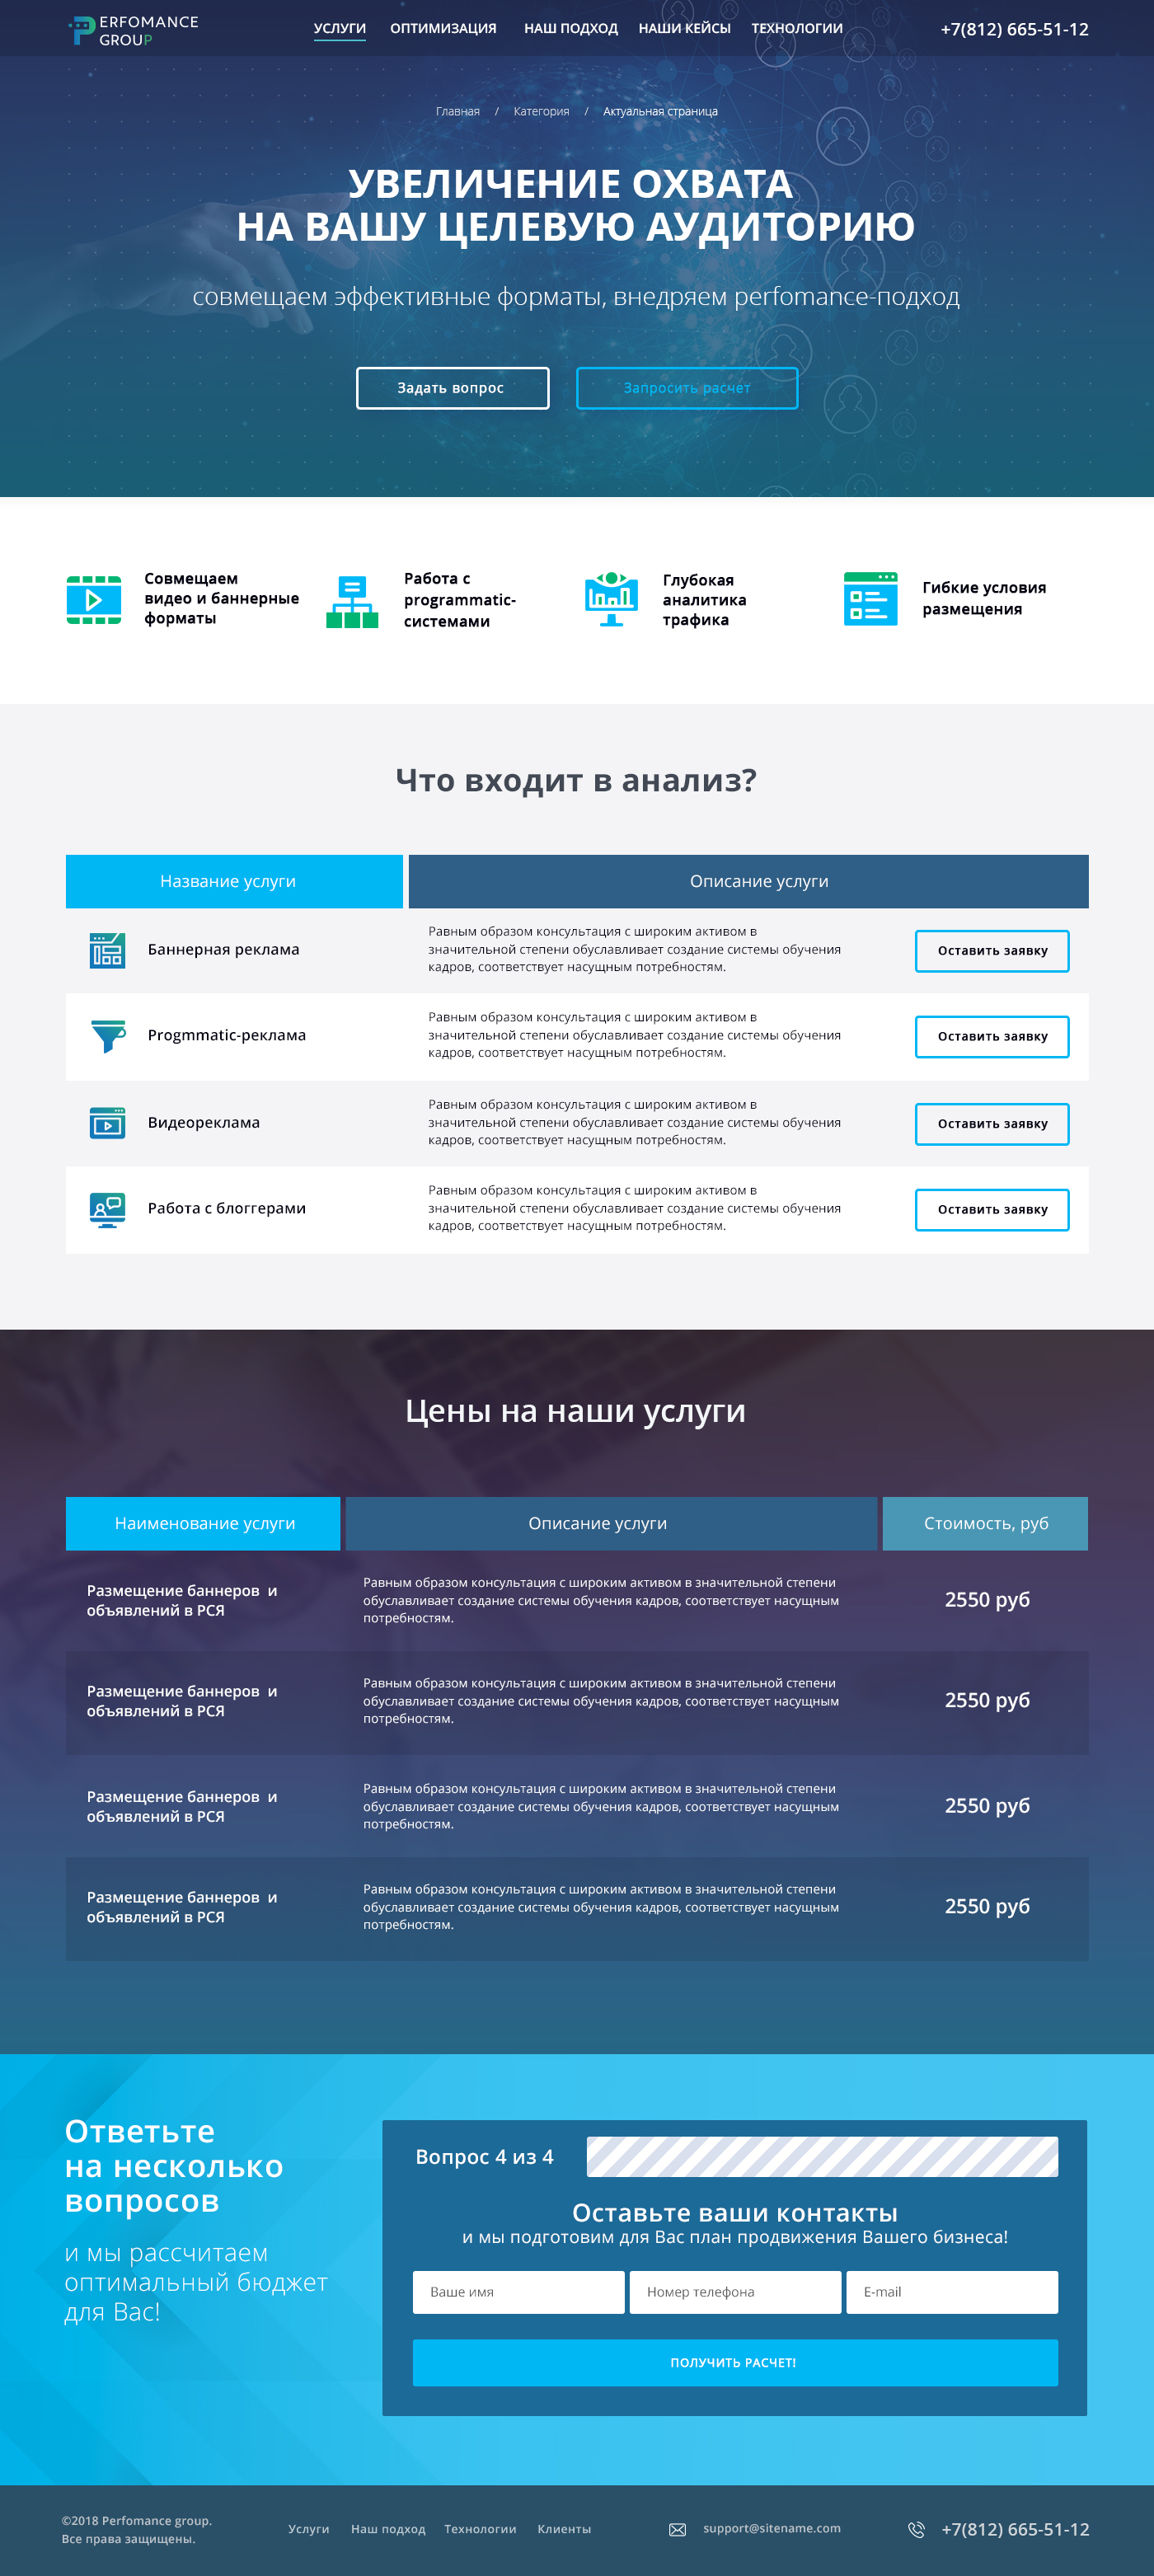 PERFOMANCE
GROUP
УСЛУГИ ОПТИМИЗАЦИЯ НАШ ПОДХОД НАШИ КЕЙСЫ ТЕХНОЛОГИИ
+7(812) 665-51-12
Главная / Категория / Актуальная страница
УВЕЛИЧЕНИЕ ОХВАТА
НА ВАШУ ЦЕЛЕВУЮ АУДИТОРИЮ
совмещаем эффективные форматы, внедряем perfomance-подход
Задать вопрос
Запросить расчет
Совмещаем
видео и баннерные
форматы
Работа с
programmatic-
системами
Глубокая
аналитика
трафика
Гибкие условия
размещения
Что входит в анализ?
Название услуги
Описание услуги
Баннерная реклама
Равным образом консультация с широким активом в
значительной степени обуславливает создание системы обучения
кадров, соответствует насущным потребностям.
Оставить заявку
Progmmatic-реклама
Равным образом консультация с широким активом в
значительной степени обуславливает создание системы обучения
кадров, соответствует насущным потребностям.
Оставить заявку
Видеореклама
Равным образом консультация с широким активом в
значительной степени обуславливает создание системы обучения
кадров, соответствует насущным потребностям.
Оставить заявку
Работа с блоггерами
Равным образом консультация с широким активом в
значительной степени обуславливает создание системы обучения
кадров, соответствует насущным потребностям.
Оставить заявку
Цены на наши услуги
Наименование услуги
Описание услуги
Стоимость, руб
Размещение баннеров и
объявлений в РСЯ
Равным образом консультация с широким активом в значительной степени
обуславливает создание системы обучения кадров, соответствует насущным
потребностям.
2550 руб
Размещение баннеров и
объявлений в РСЯ
Равным образом консультация с широким активом в значительной степени
обуславливает создание системы обучения кадров, соответствует насущным
потребностям.
2550 руб
Размещение баннеров и
объявлений в РСЯ
Равным образом консультация с широким активом в значительной степени
обуславливает создание системы обучения кадров, соответствует насущным
потребностям.
2550 руб
Размещение баннеров и
объявлений в РСЯ
Равным образом консультация с широким активом в значительной степени
обуславливает создание системы обучения кадров, соответствует насущным
потребностям.
2550 руб
Ответьте
на несколько
вопросов
и мы рассчитаем
оптимальный бюджет
для Вас!
Вопрос 4 из 4
Оставьте ваши контакты
и мы подготовим для Вас план продвижения Вашего бизнеса!
Ваше имя
Номер телефона
E-mail
ПОЛУЧИТЬ РАСЧЕТ!
©2018 Perfomance group.
Все права защищены.
Услуги Наш подход Технологии Клиенты
support@sitename.com
+7(812) 665-51-12